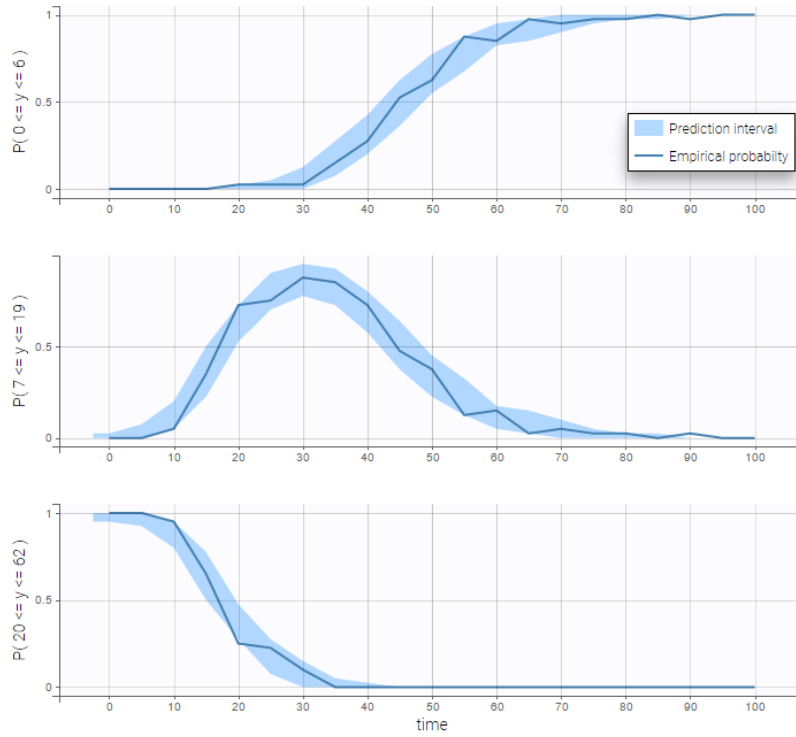 P( 0 <= y <= 6 )
1
0.5
0
Prediction interval
Empirical probabilty
0 10 20 30 40 50 60 70 80 90 100
P( 7 <= y <= 19 )
0.5
0
0 10 20 30 40 50 60 70 80 90 100
P( 20 <= y <= 62 )
1
0.5
0
0 10 20 30 40 50 60 70 80 90 100
time